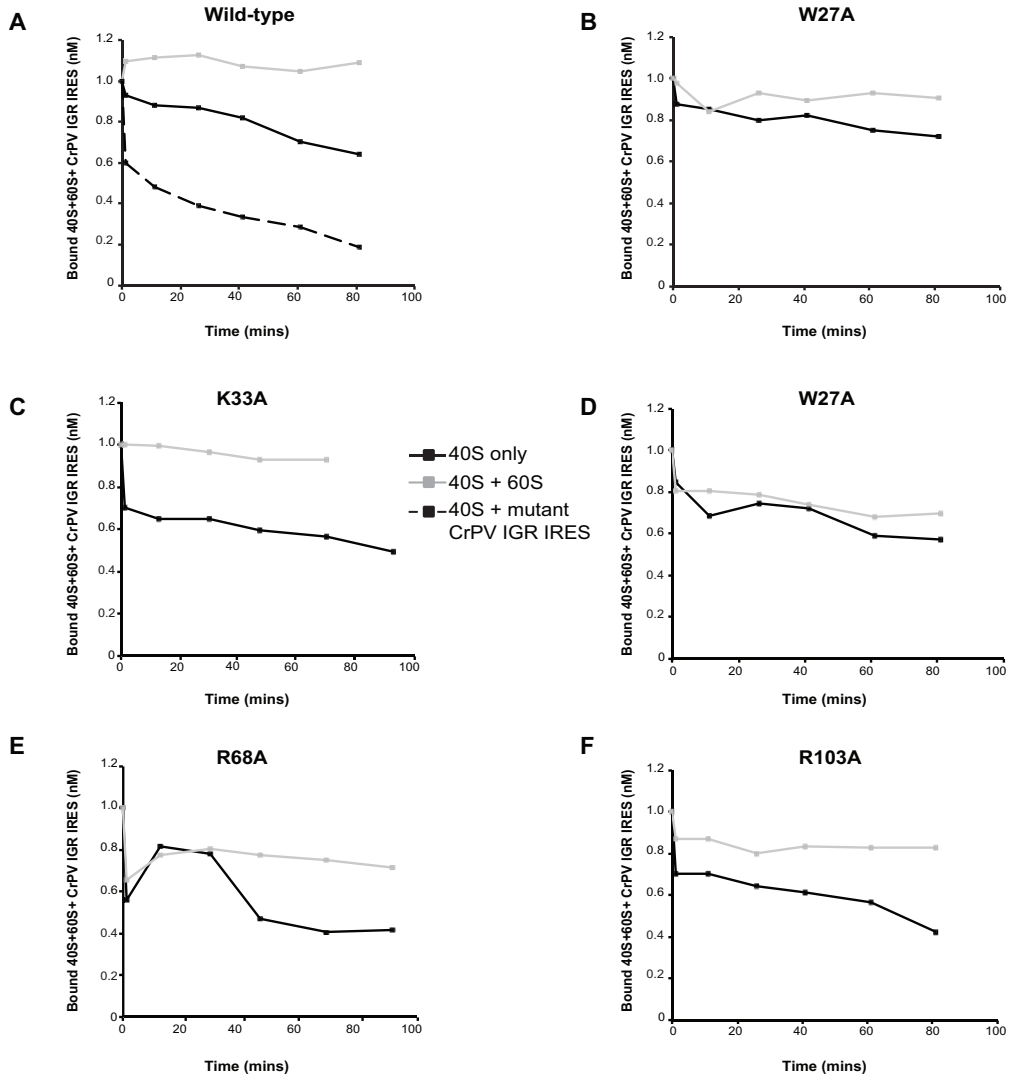 A
Wild-type
Bound 40S+60S+ CrPV IGR IRES (nM)
1.2
1.0
0.8
0.6
0.4
0.2
0
0 20 40 60 80 100
Time (mins)
B
W27A
Bound 40S+60S+ CrPV IGR IRES (nM)
1.2
1.0
0.8
0.6
0.4
0.2
0
0 20 40 60 80 100
Time (mins)
C
K33A
Bound 40S+60S+ CrPV IGR IRES (nM)
1.2
1.0
0.8
0.6
0.4
0.2
0
0 20 40 60 80 100
Time (mins)
40S only
40S + 60S
40S + mutant
CrPV IGR IRES
D
W27A
Bound 40S+60S+ CrPV IGR IRES (nM)
1.2
1.0
0.8
0.6
0.4
0.2
0
0 20 40 60 80 100
Time (mins)
E
R68A
Bound 40S+60S+ CrPV IGR IRES (nM)
1.2
1.0
0.8
0.6
0.4
0.2
0
0 20 40 60 80 100
Time (mins)
F
R103A
Bound 40S+60S+ CrPV IGR IRES (nM)
1.2
1.0
0.8
0.6
0.4
0.2
0
0 20 40 60 80 100
Time (mins)